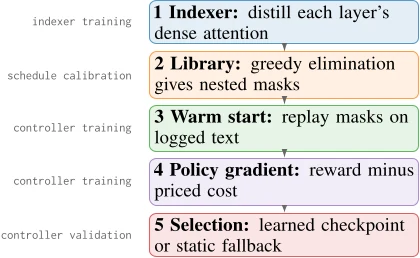 indexer training
1 Indexer: distill each layer's
dense attention
schedule calibration
2 Library: greedy elimination
gives nested masks
controller training
3 Warm start: replay masks on
logged text
controller training
4 Policy gradient: reward minus
priced cost
controller validation
5 Selection: learned checkpoint
or static fallback